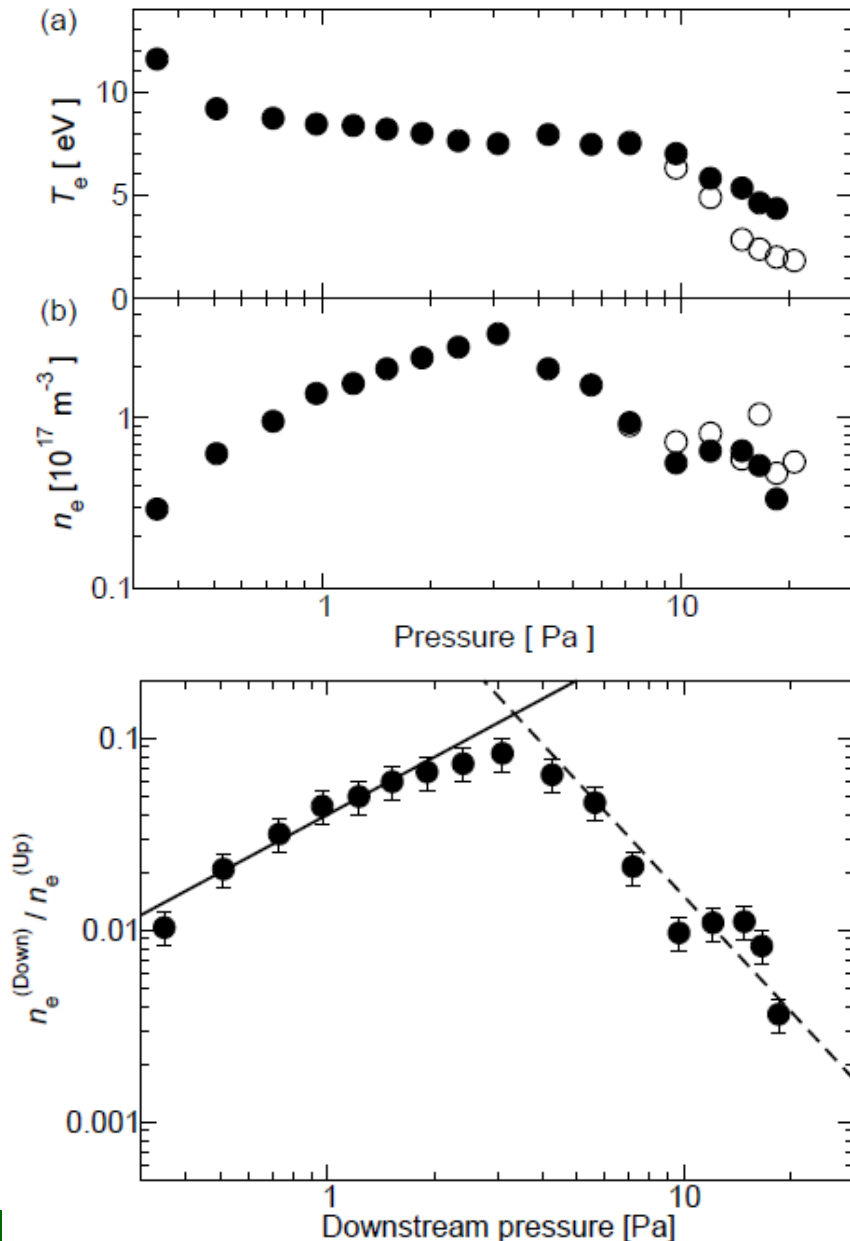 (a)
10
5
0
T_e [ eV ]
(b)
1
0.1
n_e [10^17 m^-3]
1 10
Pressure [ Pa ]
0.1
0.01
0.001
n_e^(Down) / n_e^(Up)
1 10
Downstream pressure [Pa]